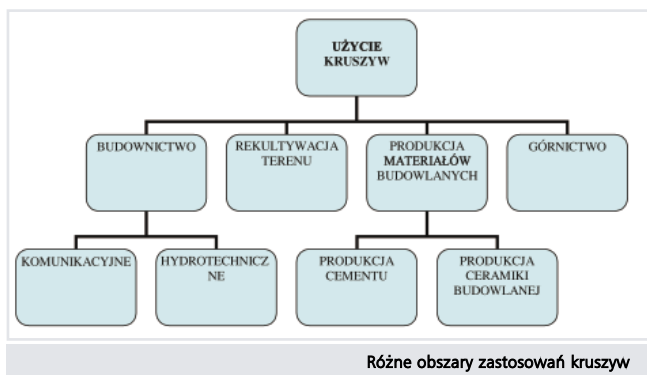 UŻYCIE
KRUSZYW
BUDOWNICTWO
REKULTYWACJA
TERENU
PRODUKCJA
MATERIAŁÓW
BUDOWLANYCH
GÓRNICTWO
KOMUNIKACYJNE
HYDROTECHNICZ
NE
PRODUKCJA
CEMENTU
PRODUKCJA
CERAMIKI
BUDOWLANEJ
Różne obszary zastosowań kruszyw